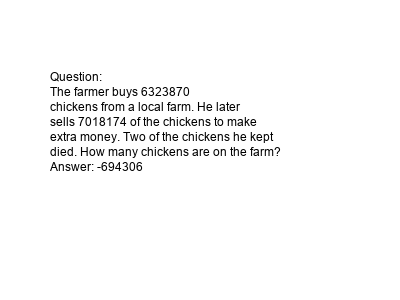 Question:
The farmer buys 6323870
chickens from a local farm. He later
sells 7018174 of the chickens to make
extra money. Two of the chickens he kept
died. How many chickens are on the farm?
Answer: -694306